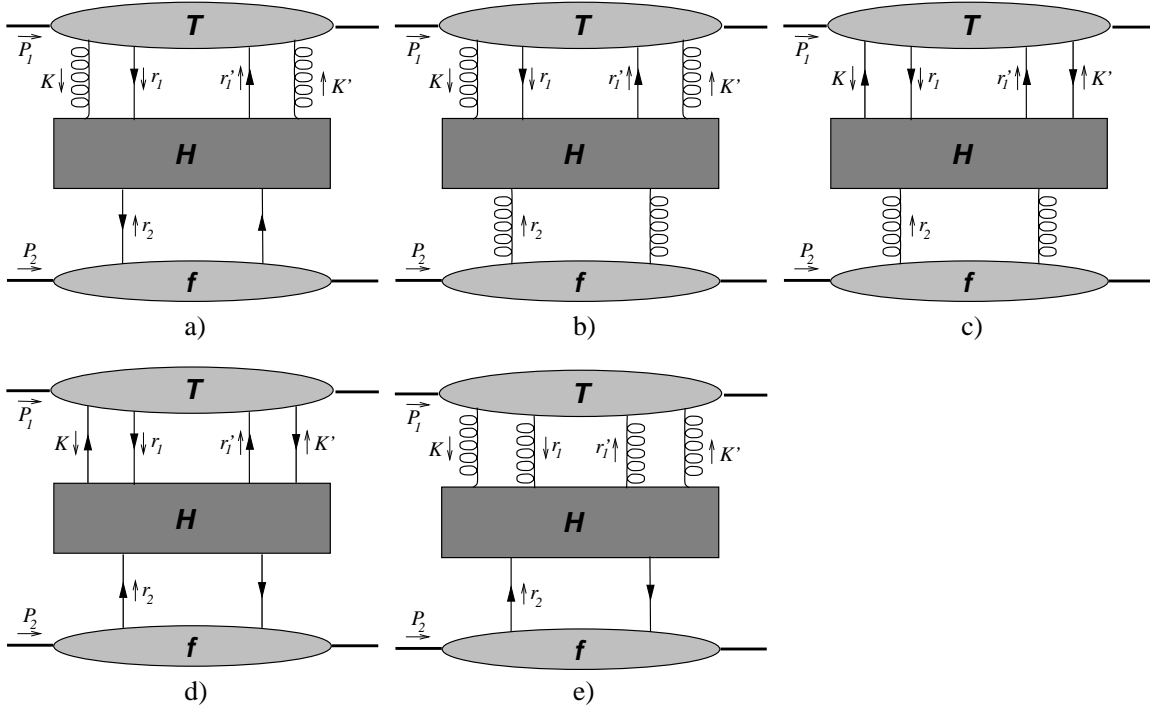 T T T
P₁ P₁ P₁
K r₁ r₁' K' K r₁ r₁' K' K r₁ r₁' K'
H H H
r₂ r₂ r₂
P₂ P₂ P₂
f f f
a) b) c)
T T
P₁ P₁
K r₁ r₁' K' K r₁ r₁' K'
H H
r₂ r₂
P₂ P₂
f f
d) e)